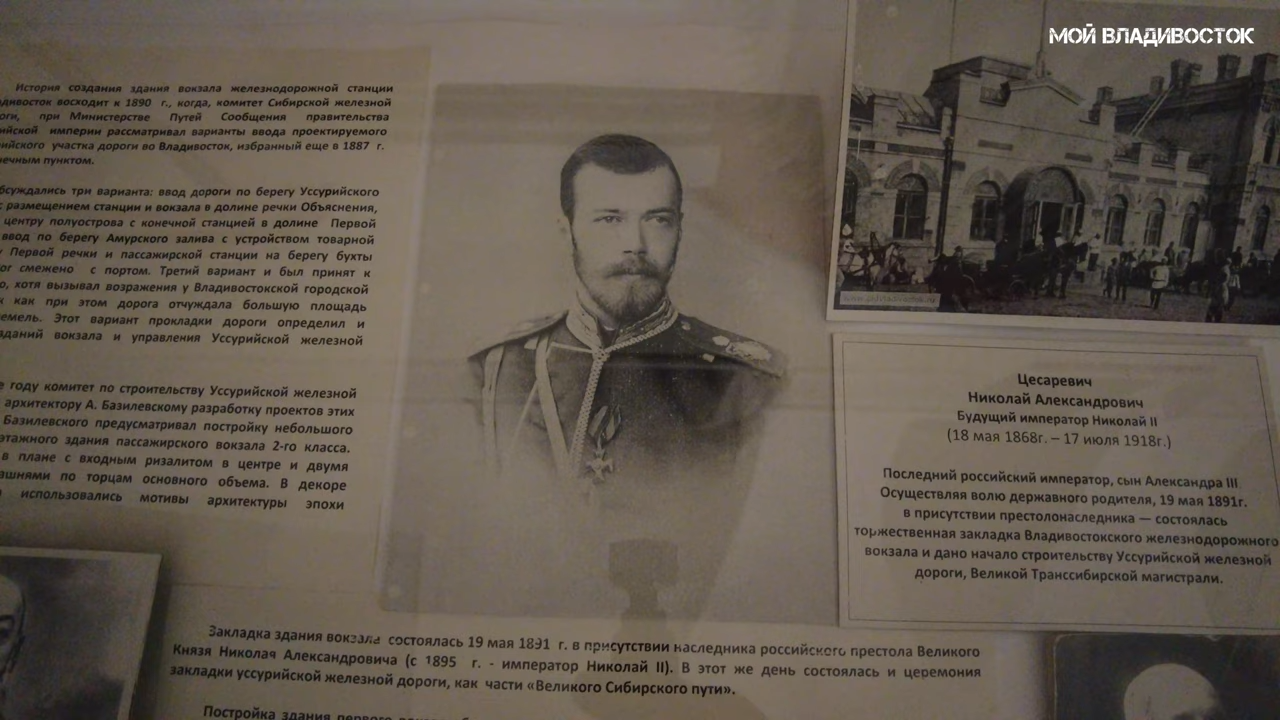 МОЙ ВЛАДИВОСТОК
История создания здания вокзала железнодорожной станции
восходит к 1890 г., когда, комитет Сибирской железной
при Министерстве Путей Сообщения правительства
империи рассматривал варианты ввода проектируемого
участка дороги во Владивосток, избранный еще в 1887 г.
пунктом.
три варианта: ввод дороги по берегу Уссурийского
с размещением станции и вокзала в долине речки Объяснения,
центру полуострова с конечной станцией в долине Первой
ввод по берегу Амурского залива с устройством товарной
у Первой речки и пассажирской станции на берегу бухты
смежено с портом. Третий вариант и был принят к
хотя вызывал возражения у Владивостокской городской
как при этом дорога отчуждала большую площадь
Этот вариант прокладки дороги определил и
зданий вокзала и управления Уссурийской железной
году комитет по строительству Уссурийской железной
архитектору А. Базилевскому разработку проектов этих
Базилевского предусматривал постройку небольшого
этажного здания пассажирского вокзала 2-го класса.
в плане с входным ризалитом в центре и двумя
по торцам основного объема. В декоре
использовались мотивы архитектуры эпохи
Цесаревич
Николай Александрович
Будущий император Николай II
(18 мая 1868г. – 17 июля 1918г.)
Последний российский император, сын Александра III
Осуществляя волю державного родителя, 19 мая 1891г.
в присутствии престолонаследника — состоялась
торжественная закладка Владивостокского железнодорожного
вокзала и дано начало строительству Уссурийской железной
дороги, Великой Транссибирской магистрали.
Закладка здания вокзала состоялась 19 мая 1891 г. в присутствии наследника российского престола Великого
Князя Николая Александровича (с 1895 г. - император Николай II). В этот же день состоялась и церемония
закладки уссурийской железной дороги, как части «Великого Сибирского пути».
Постройка здания первого